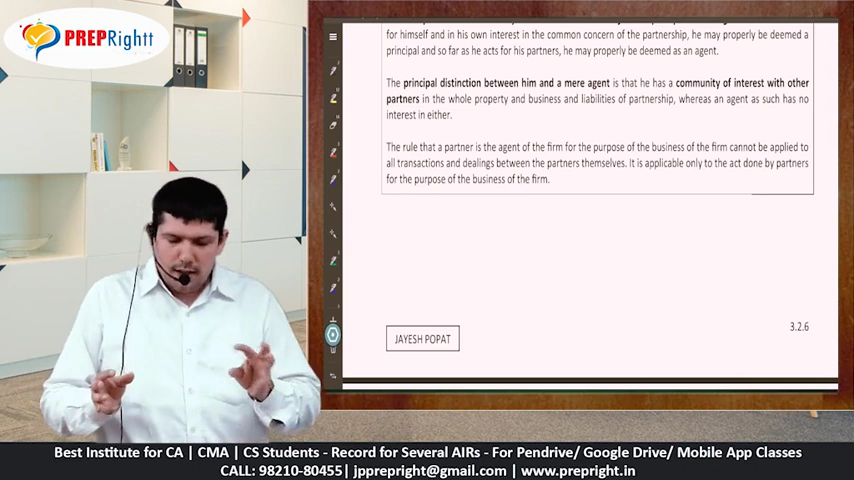 PREPRightt
for himself and in his own interest in the common concern of the partnership, he may properly be deemed a
principal and so far as he acts for his partners, he may properly be deemed as an agent.
The principal distinction between him and a mere agent is that he has a community of interest with other
partners in the whole property and business and liabilities of partnership, whereas an agent as such has no
interest in either.
The rule that a partner is the agent of the firm for the purpose of the business of the firm cannot be applied to
all transactions and dealings between the partners themselves. It is applicable only to the act done by partners
for the purpose of the business of the firm.
3.2.6
JAYESH POPAT
Best Institute for CA | CMA | CS Students - Record for Several AIRs - For Pendrive/ Google Drive/ Mobile App Classes
CALL: 98210-80455| jpprepright@gmail.com | www.prepright.in